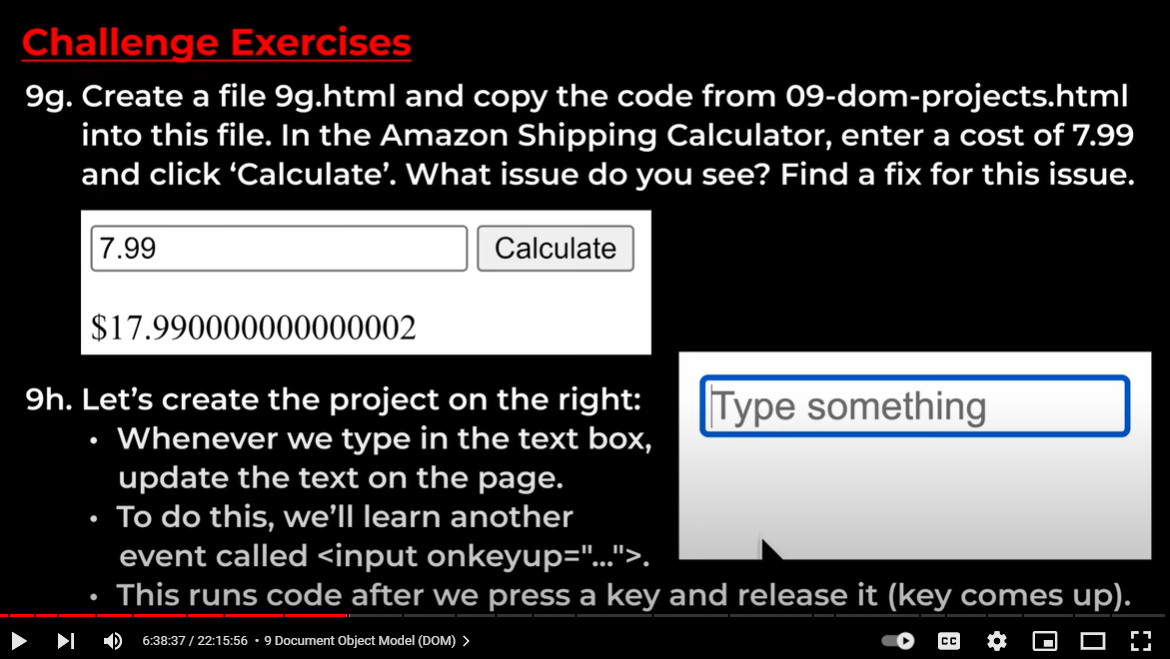 Challenge Exercises
9g. Create a file 9g.html and copy the code from 09-dom-projects.html
into this file. In the Amazon Shipping Calculator, enter a cost of 7.99
and click ‘Calculate’. What issue do you see? Find a fix for this issue.
7.99 Calculate
$17.990000000000002
9h. Let’s create the project on the right:
• Whenever we type in the text box,
update the text on the page.
• To do this, we’ll learn another
event called <input onkeyup="...">.
• This runs code after we press a key and release it (key comes up).
Type something
6:38:37 / 22:15:56 • 9 Document Object Model (DOM) >
CC